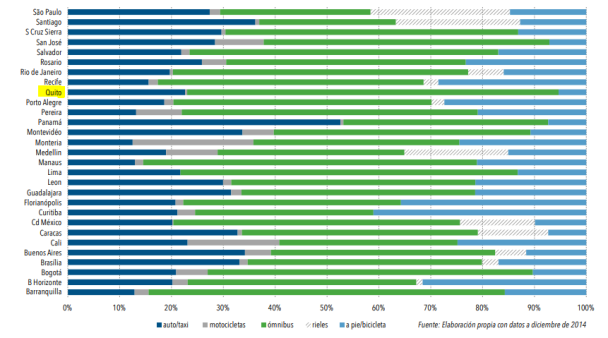 São Paulo
Santiago
S Cruz Sierra
San José
Salvador
Rosario
Rio de Janeiro
Recife
Quito
Porto Alegre
Pereira
Panamá
Montevidéo
Monteria
Medellin
Manaus
Lima
Leon
Guadalajara
Florianópolis
Curitiba
Cd México
Caracas
Cali
Buenos Aires
Brasília
Bogotá
B Horizonte
Barranquilla
0% 10% 20% 30% 40% 50% 60% 70% 80% 90% 100%
auto/taxi motocicletas ómnibus rieles a pie/bicicleta Fuente: Elaboración propia con datos a diciembre de 2014